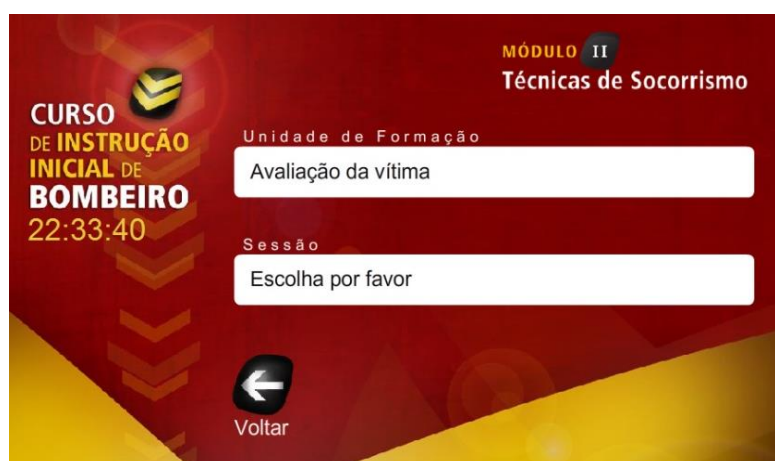 MÓDULO II
Técnicas de Socorrismo
CURSO
DE INSTRUÇÃO
INICIAL DE
BOMBEIRO
22:33:40
Unidade de Formação
Avaliação da vítima
Sessão
Escolha por favor
Voltar